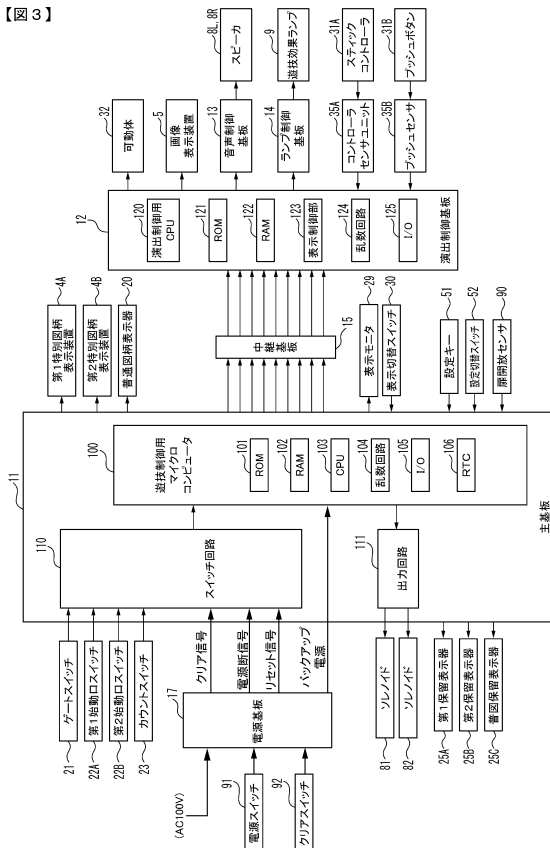 【図3】
8L, 8R
スピーカ
9
遊技効果ランプ
31A
スティック
コントローラ
31B
プッシュボタン
32
可動体
5
画像
表示装置
13
音声制御
基板
14
ランプ制御
基板
35A
コントローラ
センサユニット
35B
プッシュセンサ
12
120
演出制御用
CPU
121
ROM
122
RAM
123
表示制御部
124
乱数回路
125
I/O
演出制御基板
4A
第1特別図柄
表示装置
4B
第2特別図柄
表示装置
20
普通図柄表示器
中継基板
15
29
表示モニタ
30
表示切替スイッチ
51
設定キー
52
設定切替スイッチ
90
扉開放センサ
11
100
遊技制御用
マイクロ
コンピュータ
101
ROM
102
RAM
103
CPU
104
乱数回路
105
I/O
106
RTC
主基板
110
スイッチ回路
111
出力回路
21
ゲートスイッチ
22A
第1始動口スイッチ
22B
第2始動口スイッチ
23
カウントスイッチ
クリア信号
電源断信号
リセット信号
バックアップ
電源
17
電源基板
(AC100V)
91
電源スイッチ
92
クリアスイッチ
81
ソレノイド
82
ソレノイド
25A
第1保留表示器
25B
第2保留表示器
25C
普図保留表示器